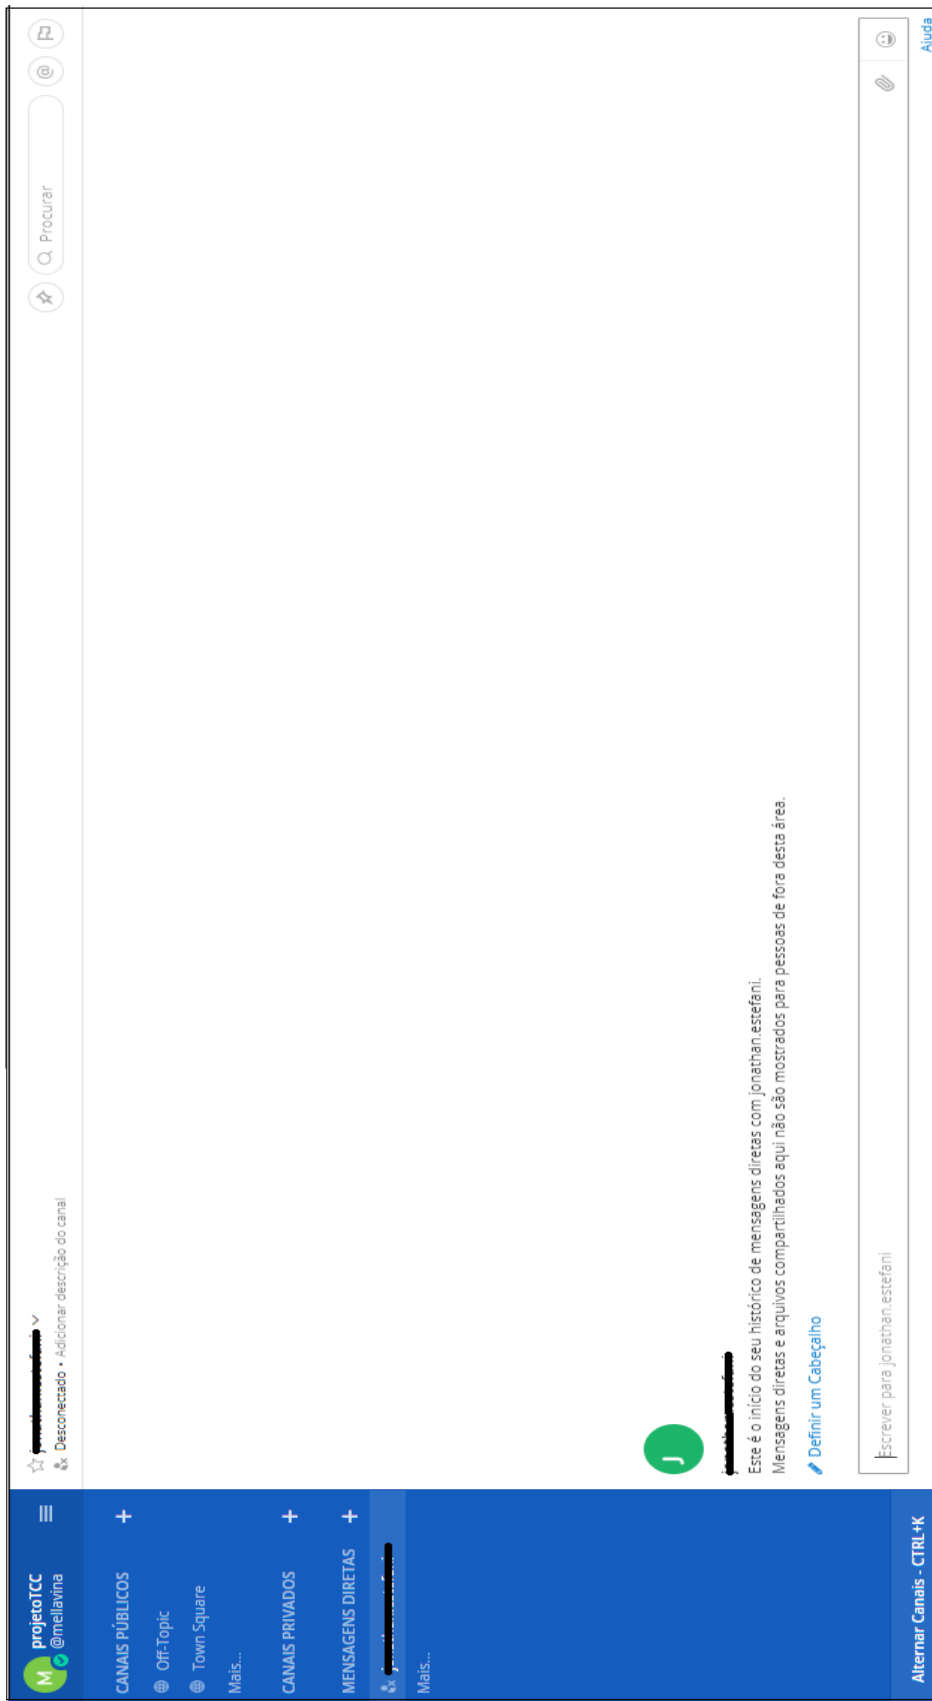 M
projetoTCC
@mellavina
Desconectado • Adicionar descrição do canal
Procurar
@
CANAIS PÚBLICOS +
Off-Topic
Town Square
Mais...
CANAIS PRIVADOS +
MENSAGENS DIRETAS +
Mais...
Alternar Canais - CTRL+K
J
Este é o início do seu histórico de mensagens diretas com jonathan.estefani.
Mensagens diretas e arquivos compartilhados aqui não são mostrados para pessoas de fora desta área.
Definir um Cabeçalho
Escrever para jonathan.estefani
Ajuda